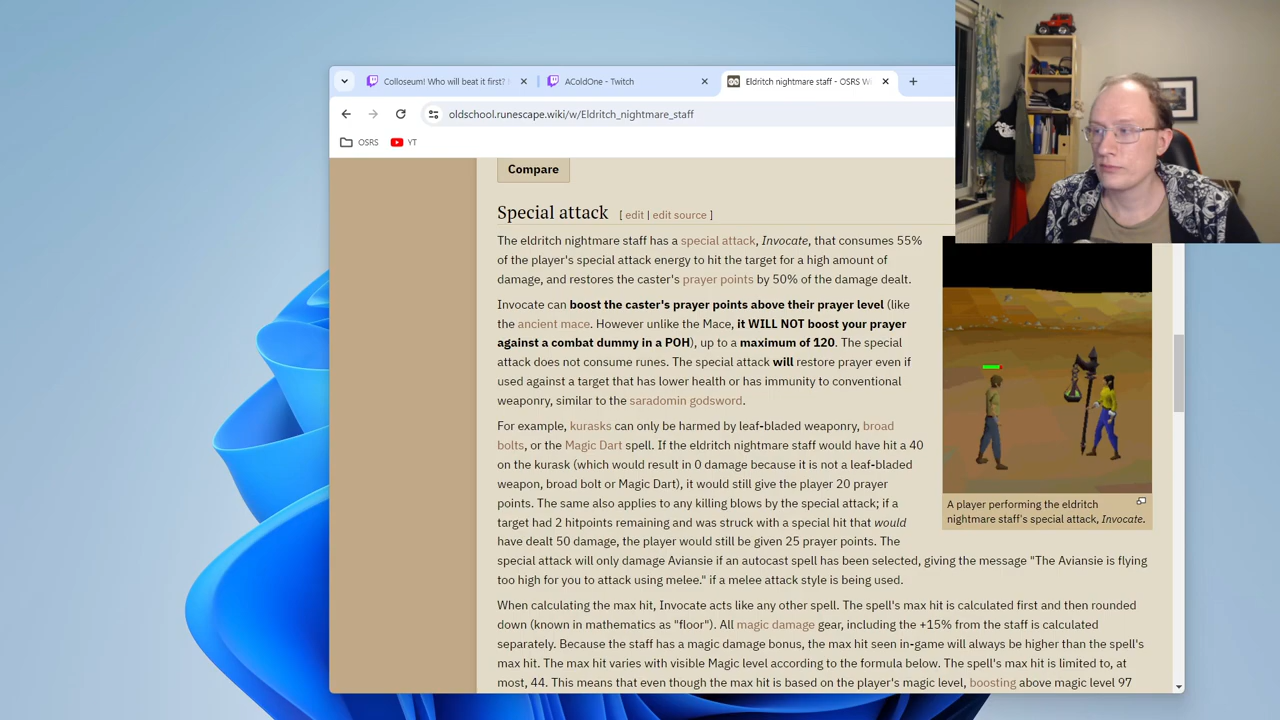 Colloseum! Who will beat it first?
AColdOne - Twitch
Eldritch nightmare staff - OSRS W
oldschool.runescape.wiki/w/Eldritch_nightmare_staff
OSRS
YT
Compare
Special attack [ edit | edit source ]
The eldritch nightmare staff has a special attack, Invocate, that consumes 55%
of the player's special attack energy to hit the target for a high amount of
damage, and restores the caster's prayer points by 50% of the damage dealt.
Invocate can boost the caster's prayer points above their prayer level (like
the ancient mace. However unlike the Mace, it WILL NOT boost your prayer
against a combat dummy in a POH), up to a maximum of 120. The special
attack does not consume runes. The special attack will restore prayer even if
used against a target that has lower health or has immunity to conventional
weaponry, similar to the saradomin godsword.
For example, kurasks can only be harmed by leaf-bladed weaponry, broad
bolts, or the Magic Dart spell. If the eldritch nightmare staff would have hit a 40
on the kurask (which would result in 0 damage because it is not a leaf-bladed
weapon, broad bolt or Magic Dart), it would still give the player 20 prayer
points. The same also applies to any killing blows by the special attack; if a
target had 2 hitpoints remaining and was struck with a special hit that would
have dealt 50 damage, the player would still be given 25 prayer points. The
special attack will only damage Aviansie if an autocast spell has been selected, giving the message "The Aviansie is flying
too high for you to attack using melee." if a melee attack style is being used.
A player performing the eldritch
nightmare staff's special attack, Invocate.
When calculating the max hit, Invocate acts like any other spell. The spell's max hit is calculated first and then rounded
down (known in mathematics as "floor"). All magic damage gear, including the +15% from the staff is calculated
separately. Because the staff has a magic damage bonus, the max hit seen in-game will always be higher than the spell's
max hit. The max hit varies with visible Magic level according to the formula below. The spell's max hit is limited to, at
most, 44. This means that even though the max hit is based on the player's magic level, boosting above magic level 97